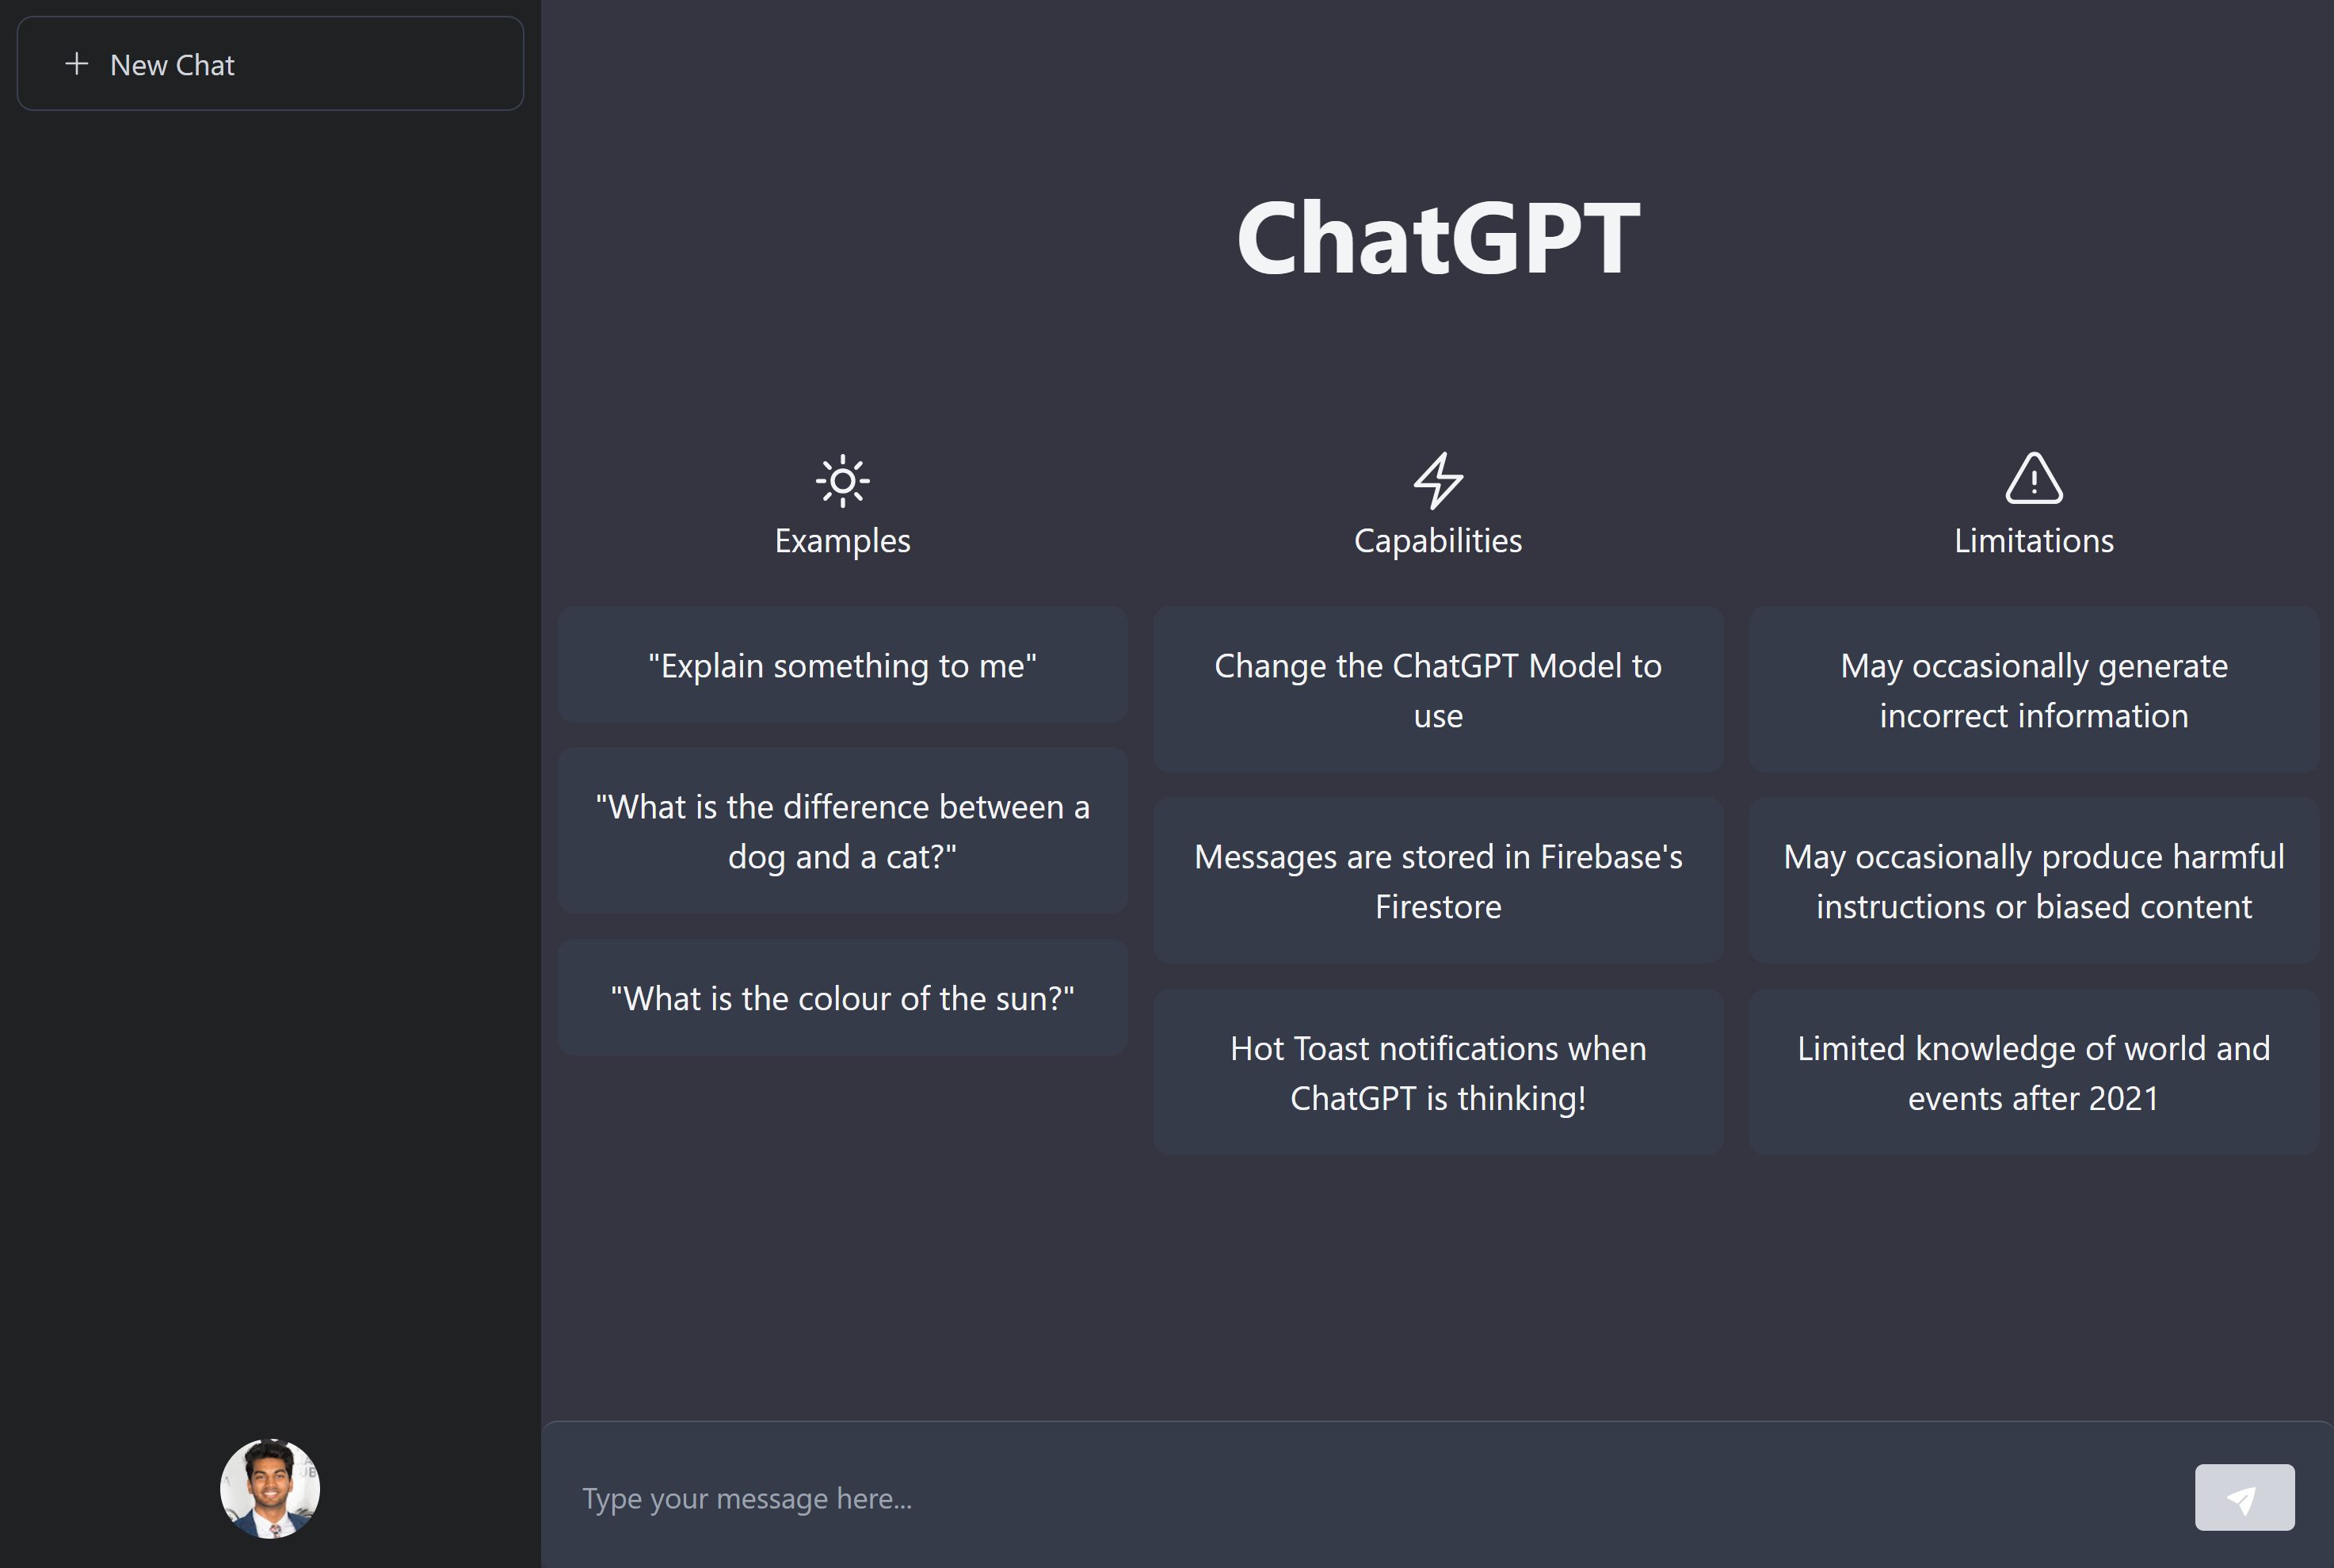 New Chat
ChatGPT
Examples
"Explain something to me"
"What is the difference between a
dog and a cat?"
"What is the colour of the sun?"
Capabilities
Change the ChatGPT Model to
use
Messages are stored in Firebase's
Firestore
Hot Toast notifications when
ChatGPT is thinking!
Limitations
May occasionally generate
incorrect information
May occasionally produce harmful
instructions or biased content
Limited knowledge of world and
events after 2021
Type your message here...